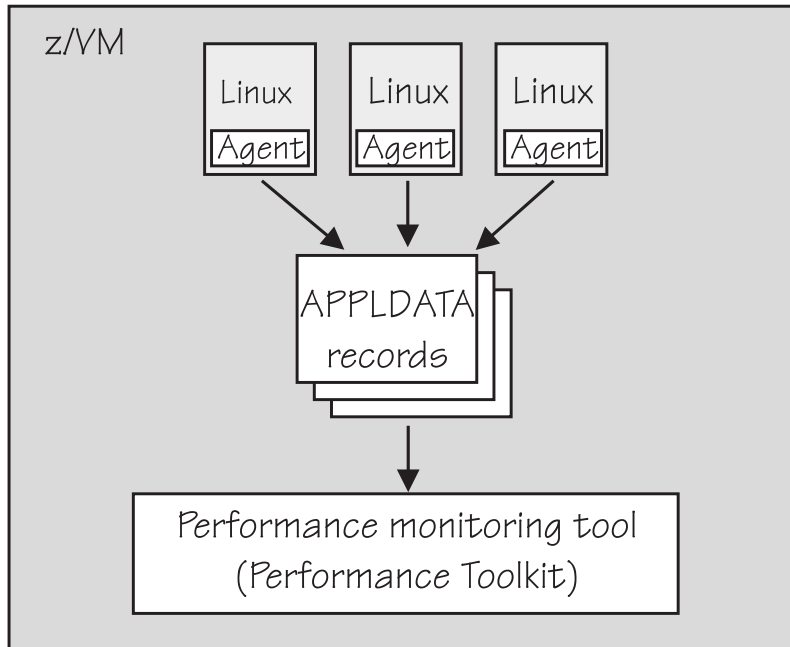 z/VM
Linux
Linux
Linux
Agent
Agent
Agent
APPLDATA
records
Performance monitoring tool
(Performance Toolkit)